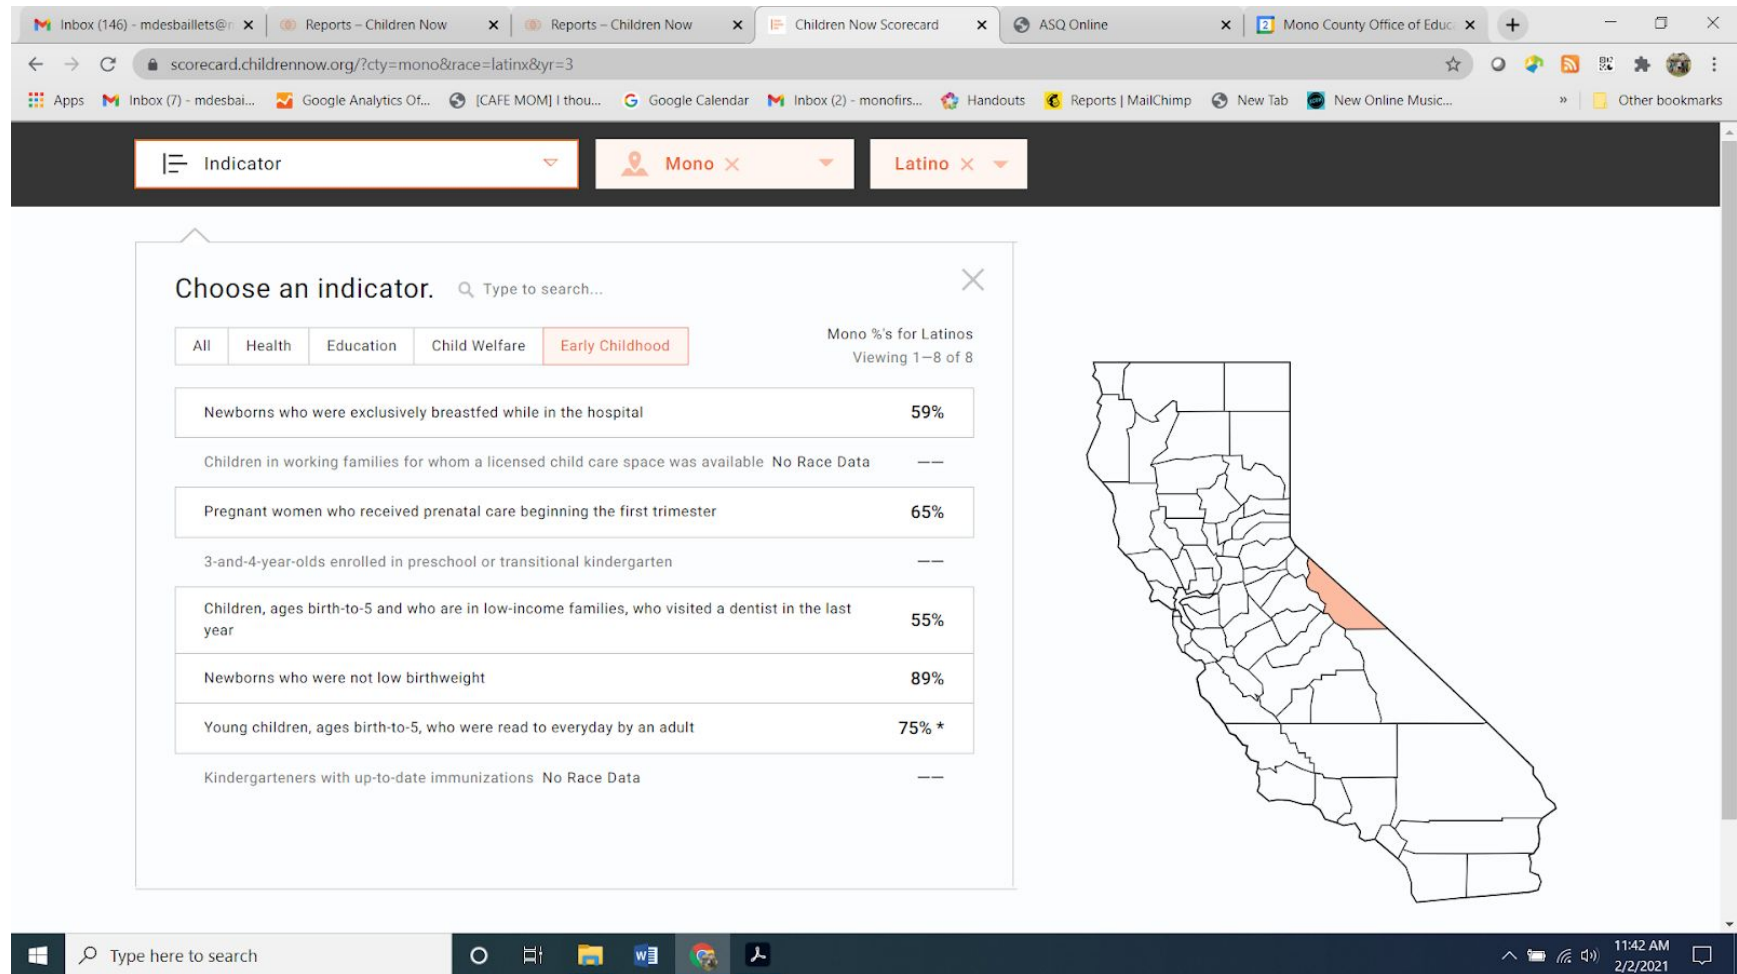 Inbox (146) - mdesbaillets@
Reports – Children Now
Reports – Children Now
Children Now Scorecard
ASQ Online
Mono County Office of Educ
scorecard.childrennow.org/?cty=mono&race=latinx&yr=3
Apps
Inbox (7) - mdesbai...
Google Analytics Of...
[CAFE MOM] I thou...
Google Calendar
Inbox (2) - monofirs...
Handouts
Reports | MailChimp
New Tab
New Online Music...
»
Other bookmarks
Indicator
Mono
Latino
Choose an indicator.
Type to search...
All
Health
Education
Child Welfare
Early Childhood
Mono %'s for Latinos
Viewing 1–8 of 8
Newborns who were exclusively breastfed while in the hospital 59%
Children in working families for whom a licensed child care space was available No Race Data ——
Pregnant women who received prenatal care beginning the first trimester 65%
3-and-4-year-olds enrolled in preschool or transitional kindergarten ——
Children, ages birth-to-5 and who are in low-income families, who visited a dentist in the last
year
55%
Newborns who were not low birthweight 89%
Young children, ages birth-to-5, who were read to everyday by an adult 75% *
Kindergarteners with up-to-date immunizations No Race Data ——
Type here to search
11:42 AM
2/2/2021